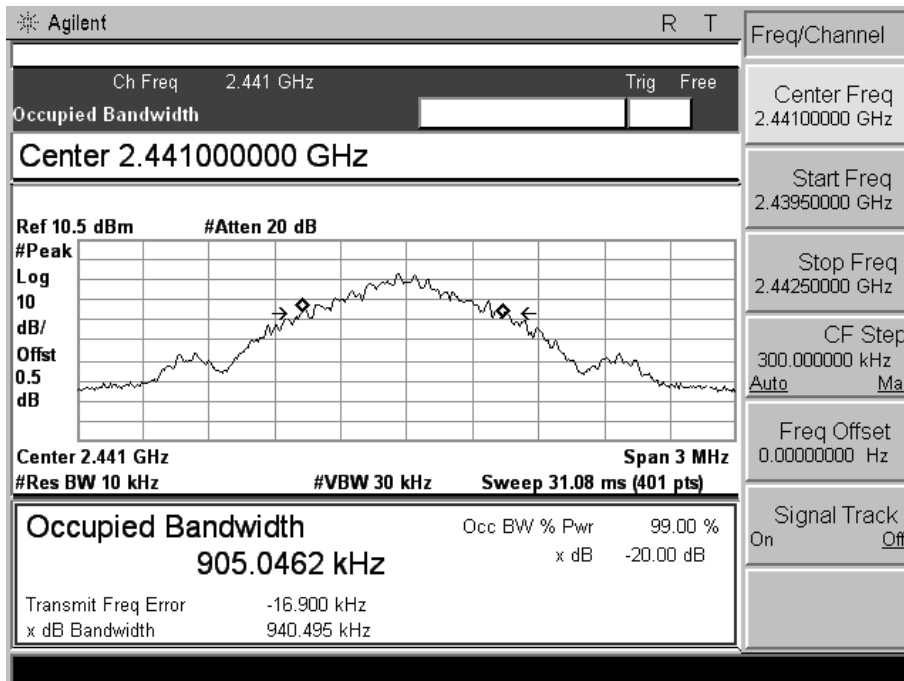 Agilent R T
Ch Freq 2.441 GHz Trig Free
Occupied Bandwidth
Center 2.441000000 GHz
Ref 10.5 dBm #Atten 20 dB
#Peak
Log
10
dB/
Offst
0.5
dB
Center 2.441 GHz Span 3 MHz
#Res BW 10 kHz #VBW 30 kHz Sweep 31.08 ms (401 pts)
Occupied Bandwidth
905.0462 kHz
Occ BW % Pwr 99.00 %
x dB -20.00 dB
Transmit Freq Error -16.900 kHz
x dB Bandwidth 940.495 kHz
Freq/Channel
Center Freq
2.44100000 GHz
Start Freq
2.43950000 GHz
Stop Freq
2.44250000 GHz
CF Step
300.000000 kHz
Auto Ma
Freq Offset
0.00000000 Hz
Signal Track
On Off